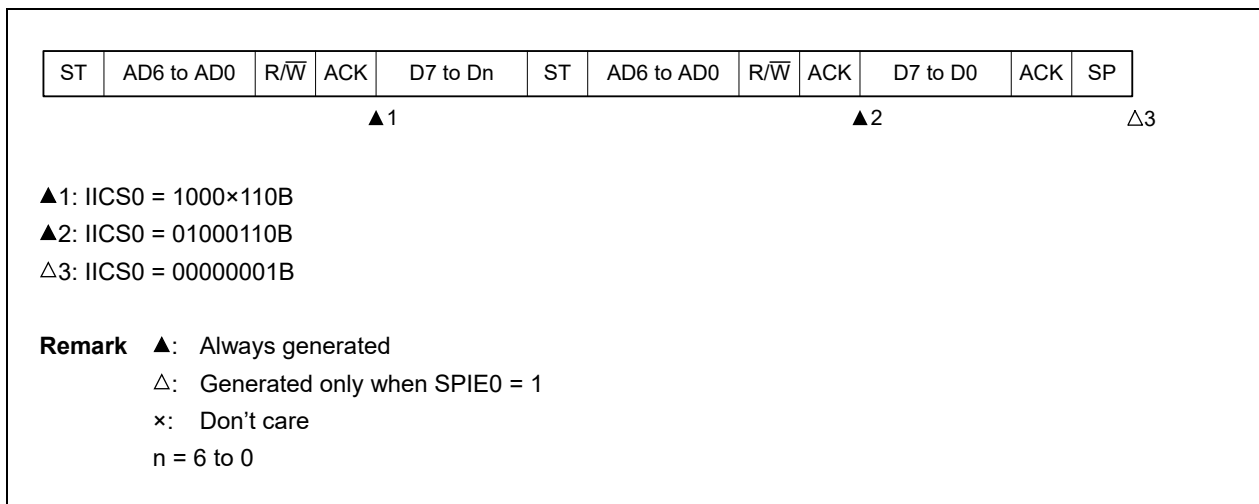 ST AD6 to AD0 R/W̅ ACK D7 to Dn ST AD6 to AD0 R/W̅ ACK D7 to D0 ACK SP
▲1 ▲2 △3
▲1: IICS0 = 1000×110B
▲2: IICS0 = 01000110B
△3: IICS0 = 00000001B
Remark ▲: Always generated
△: Generated only when SPIE0 = 1
×: Don't care
n = 6 to 0